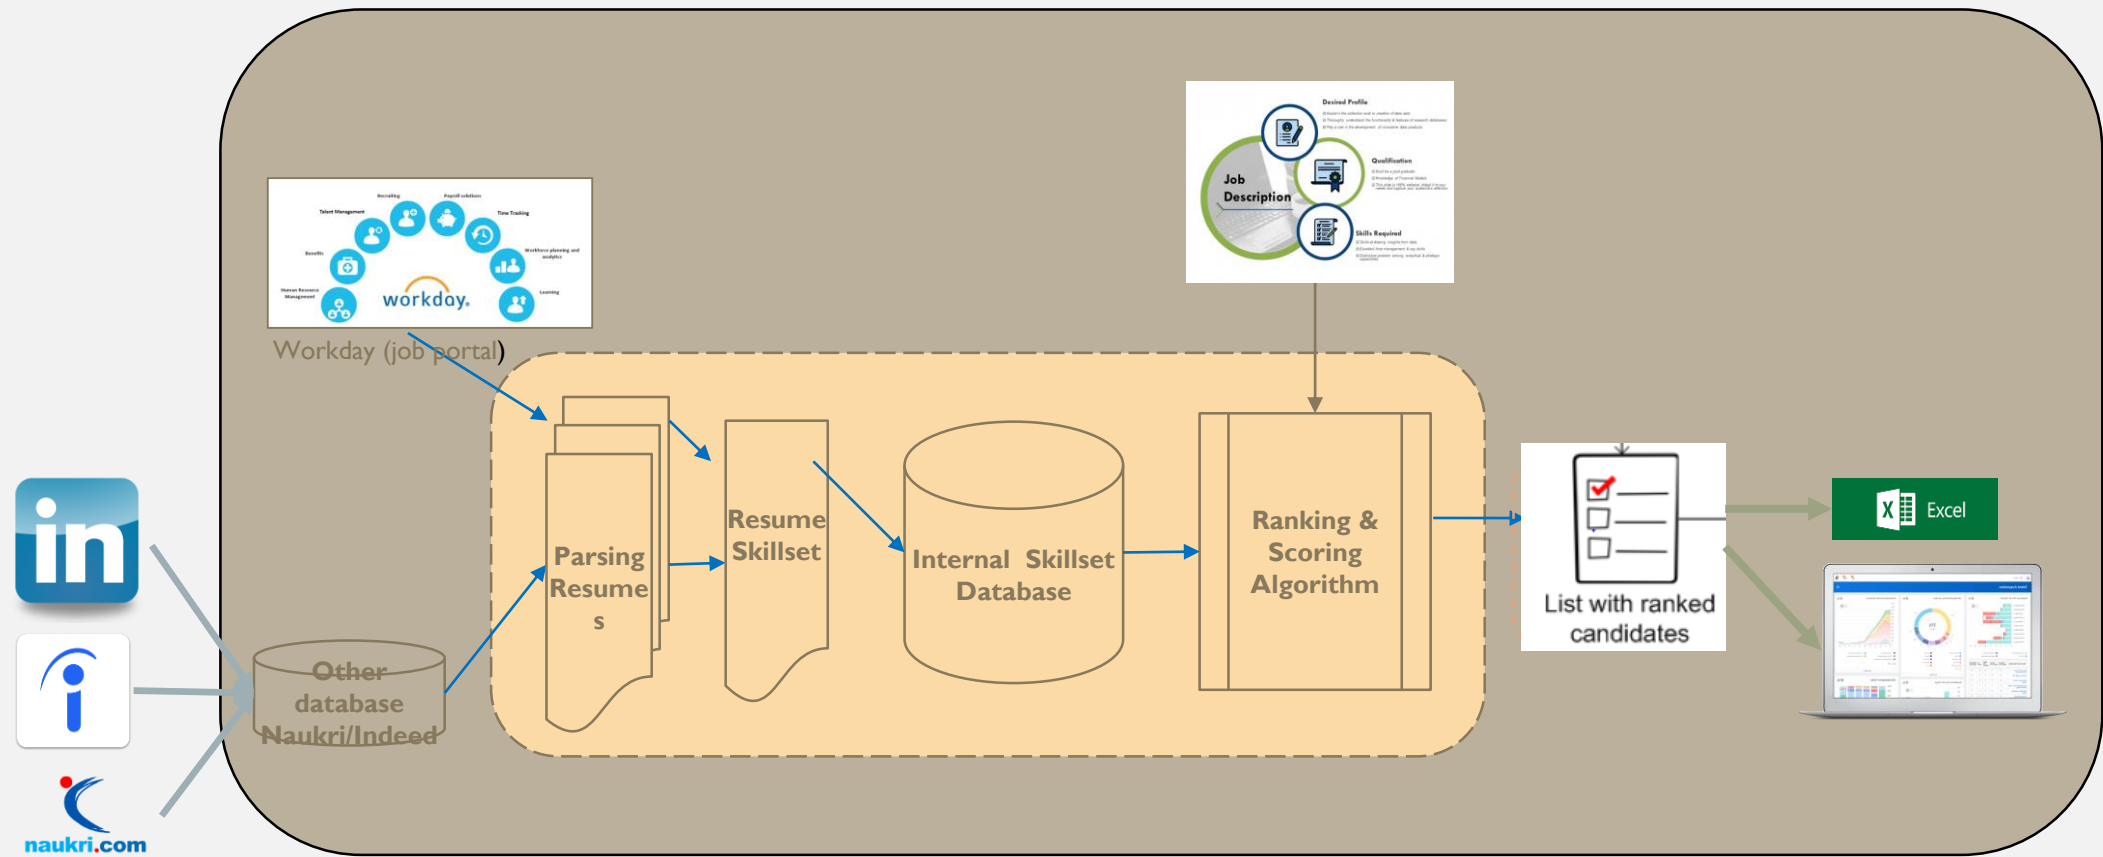 Recruiting
Payroll solutions
Talent Management
Time Tracking
Benefits
Workforce planning and
analytics
Human Resource
Management
Learning
workday.
Workday (job portal)
Desired Profile
Qualification
Job
Description
Skills Required
in
Other
database
Naukri/Indeed
naukri.com
Parsing
Resume
s
Resume
Skillset
Internal Skillset
Database
Ranking &
Scoring
Algorithm
List with ranked
candidates
Excel